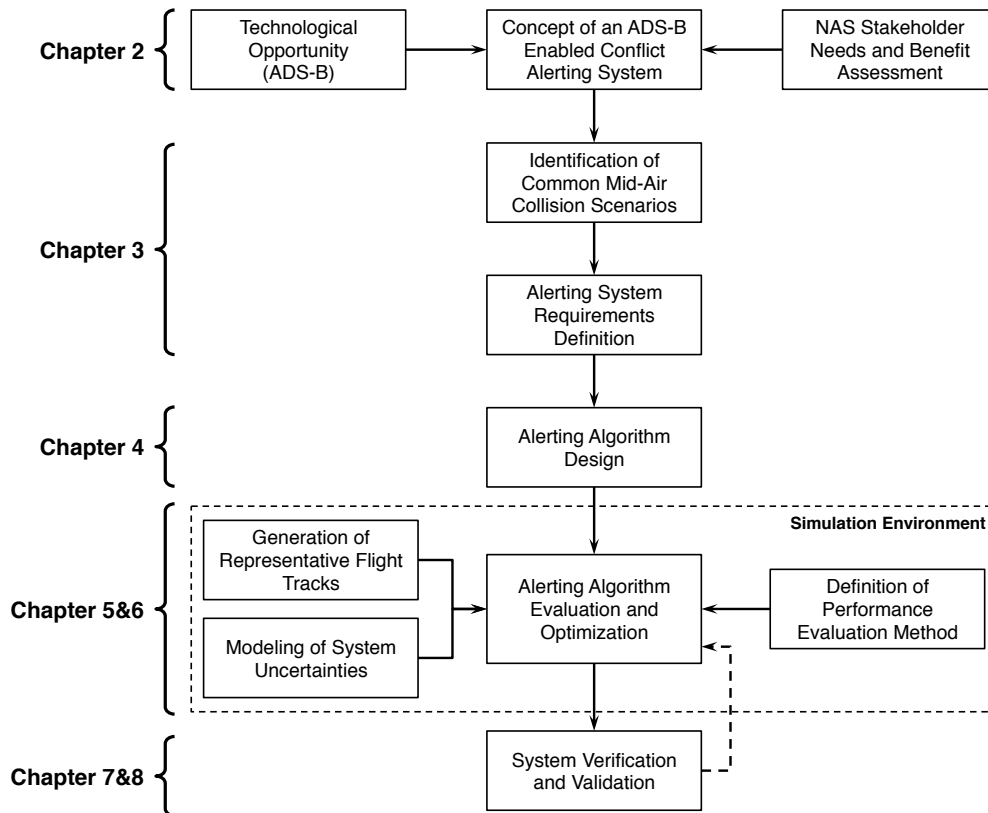 Chapter 2
Technological
Opportunity
(ADS-B)
Concept of an ADS-B
Enabled Conflict
Alerting System
NAS Stakeholder
Needs and Benefit
Assessment
Chapter 3
Identification of
Common Mid-Air
Collision Scenarios
Alerting System
Requirements
Definition
Chapter 4
Alerting Algorithm
Design
Chapter 5&6
Simulation Environment
Generation of
Representative Flight
Tracks
Modeling of System
Uncertainties
Alerting Algorithm
Evaluation and
Optimization
Definition of
Performance
Evaluation Method
Chapter 7&8
System Verification
and Validation